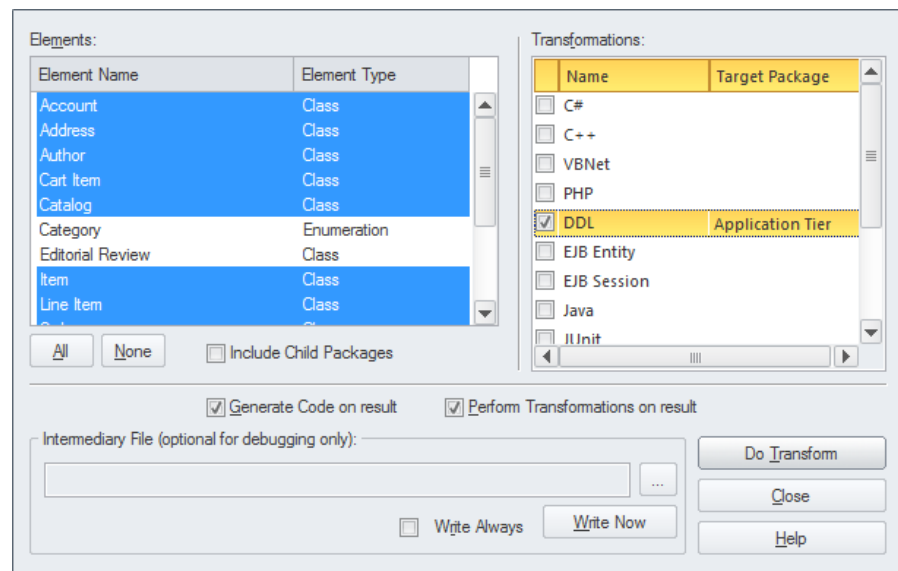 Elements:
Element Name Element Type
Account Class
Address Class
Author Class
Cart Item Class
Catalog Class
Category Enumeration
Editorial Review Class
Item Class
Line Item Class
All None Include Child Packages
Transformations:
Name Target Package
C#
C++
VBNet
PHP
DDL Application Tier
EJB Entity
EJB Session
Java
JUnit
Generate Code on result Perform Transformations on result
Intermediary File (optional for debugging only):
...
Write Always Write Now
Do Transform
Close
Help